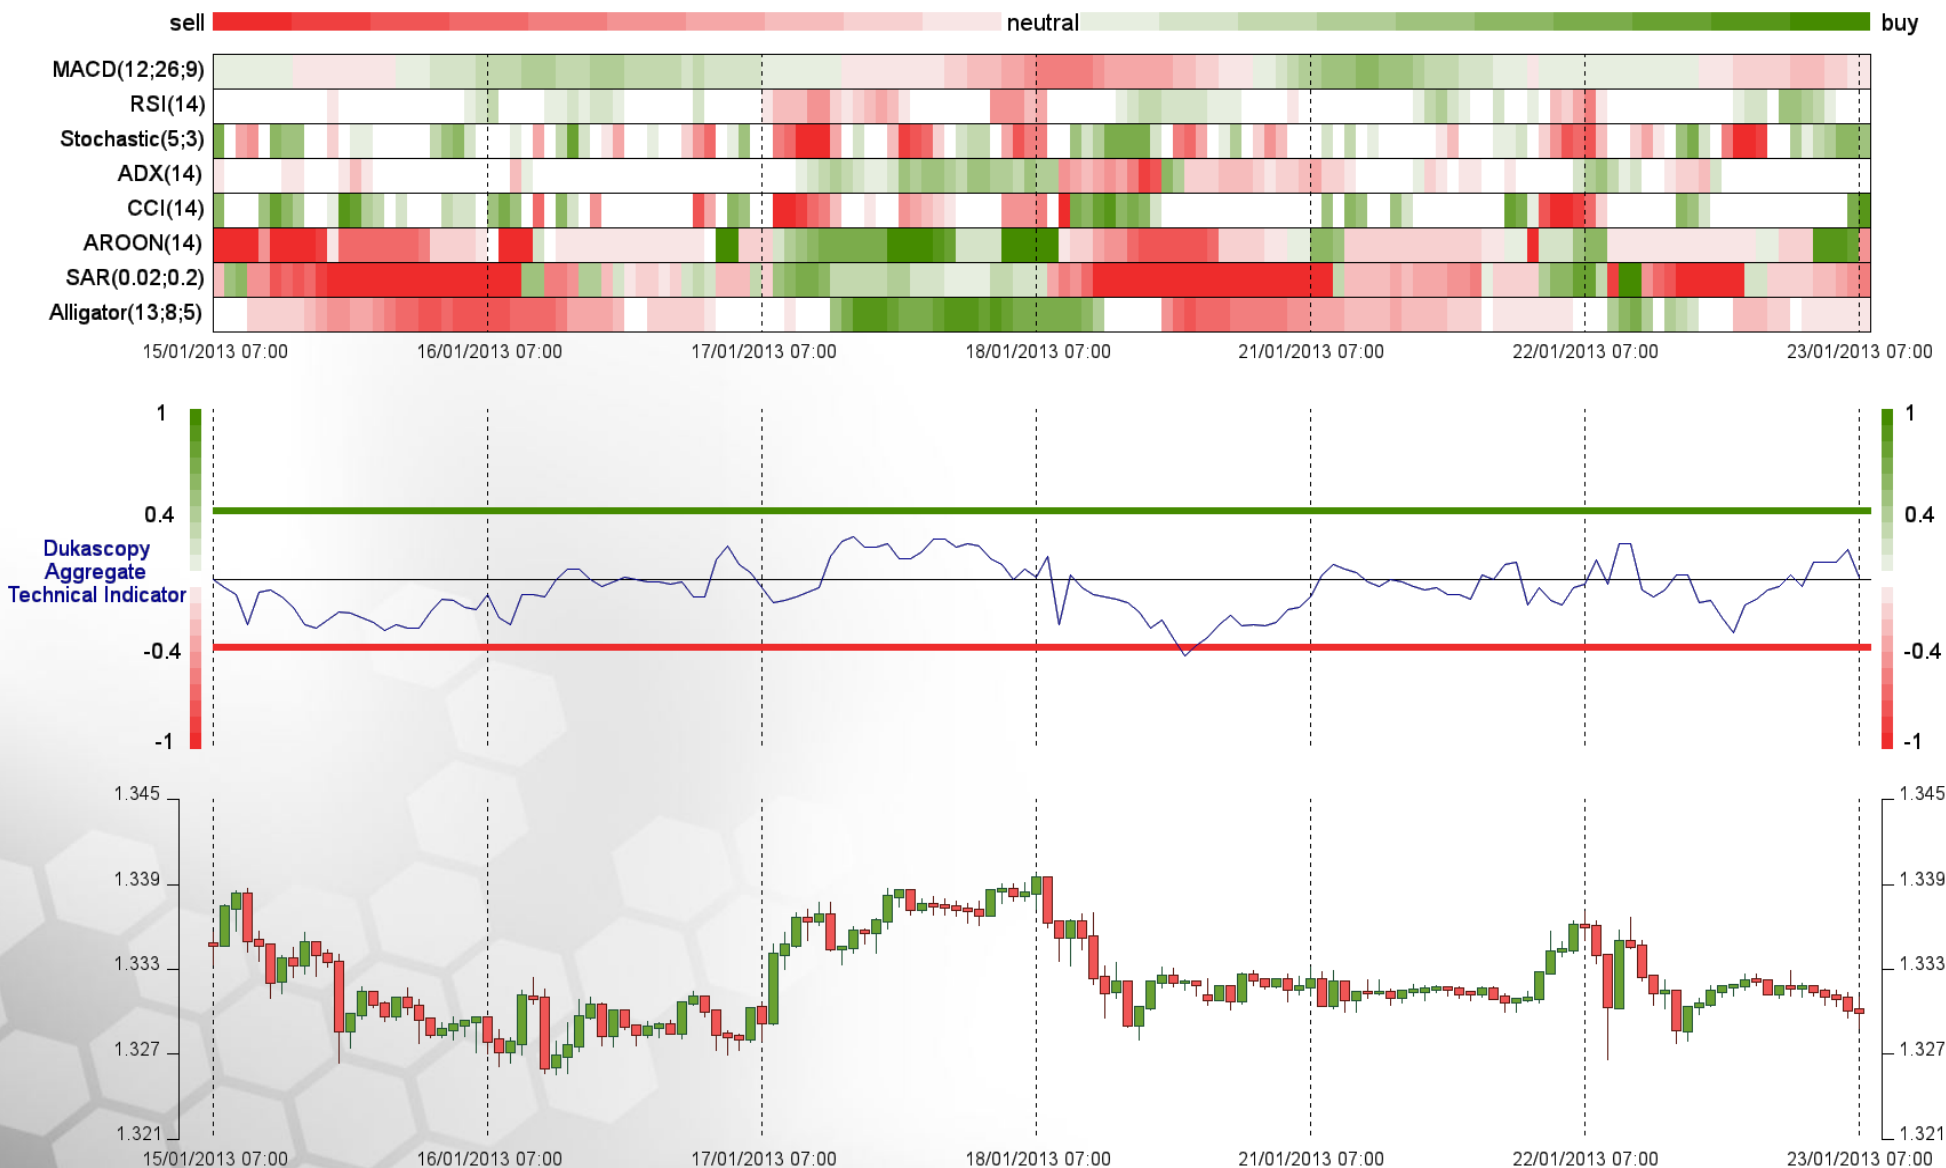 sell neutral buy
MACD(12;26;9)
RSI(14)
Stochastic(5;3)
ADX(14)
CCI(14)
AROON(14)
SAR(0.02;0.2)
Alligator(13;8;5)
15/01/2013 07:00 16/01/2013 07:00 17/01/2013 07:00 18/01/2013 07:00 21/01/2013 07:00 22/01/2013 07:00 23/01/2013 07:00
1 1
0.4 0.4
Dukascopy
Aggregate
Technical Indicator
-0.4 -0.4
-1 -1
1.345 1.345
1.339 1.339
1.333 1.333
1.327 1.327
1.321 1.321
15/01/2013 07:00 16/01/2013 07:00 17/01/2013 07:00 18/01/2013 07:00 21/01/2013 07:00 22/01/2013 07:00 23/01/2013 07:00